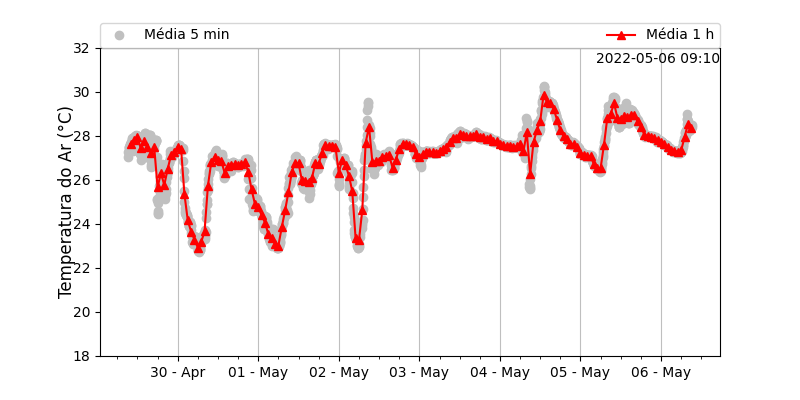 Média 5 min
Média 1 h
2022-05-06 09:10
Temperatura do Ar (°C)
32
30
28
26
24
22
20
18
30 - Apr
01 - May
02 - May
03 - May
04 - May
05 - May
06 - May